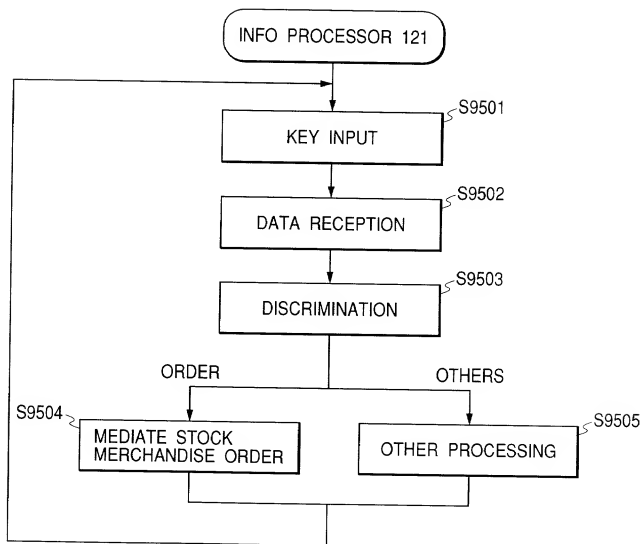 INFO PROCESSOR 121
S9501
KEY INPUT
S9502
DATA RECEPTION
S9503
DISCRIMINATION
ORDER
OTHERS
S9504
MEDIATE STOCK
MERCHANDISE ORDER
S9505
OTHER PROCESSING